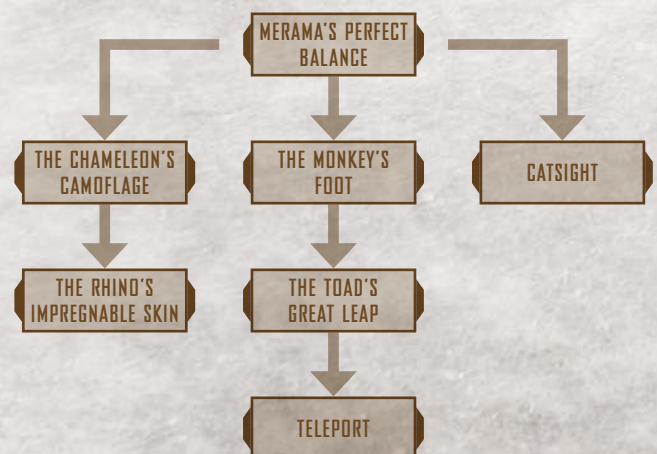 MERAMA'S PERFECT
BALANCE
THE CHAMELEON'S
CAMOFLAGE
THE MONKEY'S
FOOT
CATSIGHT
THE RHINO'S
IMPREGNABLE SKIN
THE TOAD'S
GREAT LEAP
TELEPORT